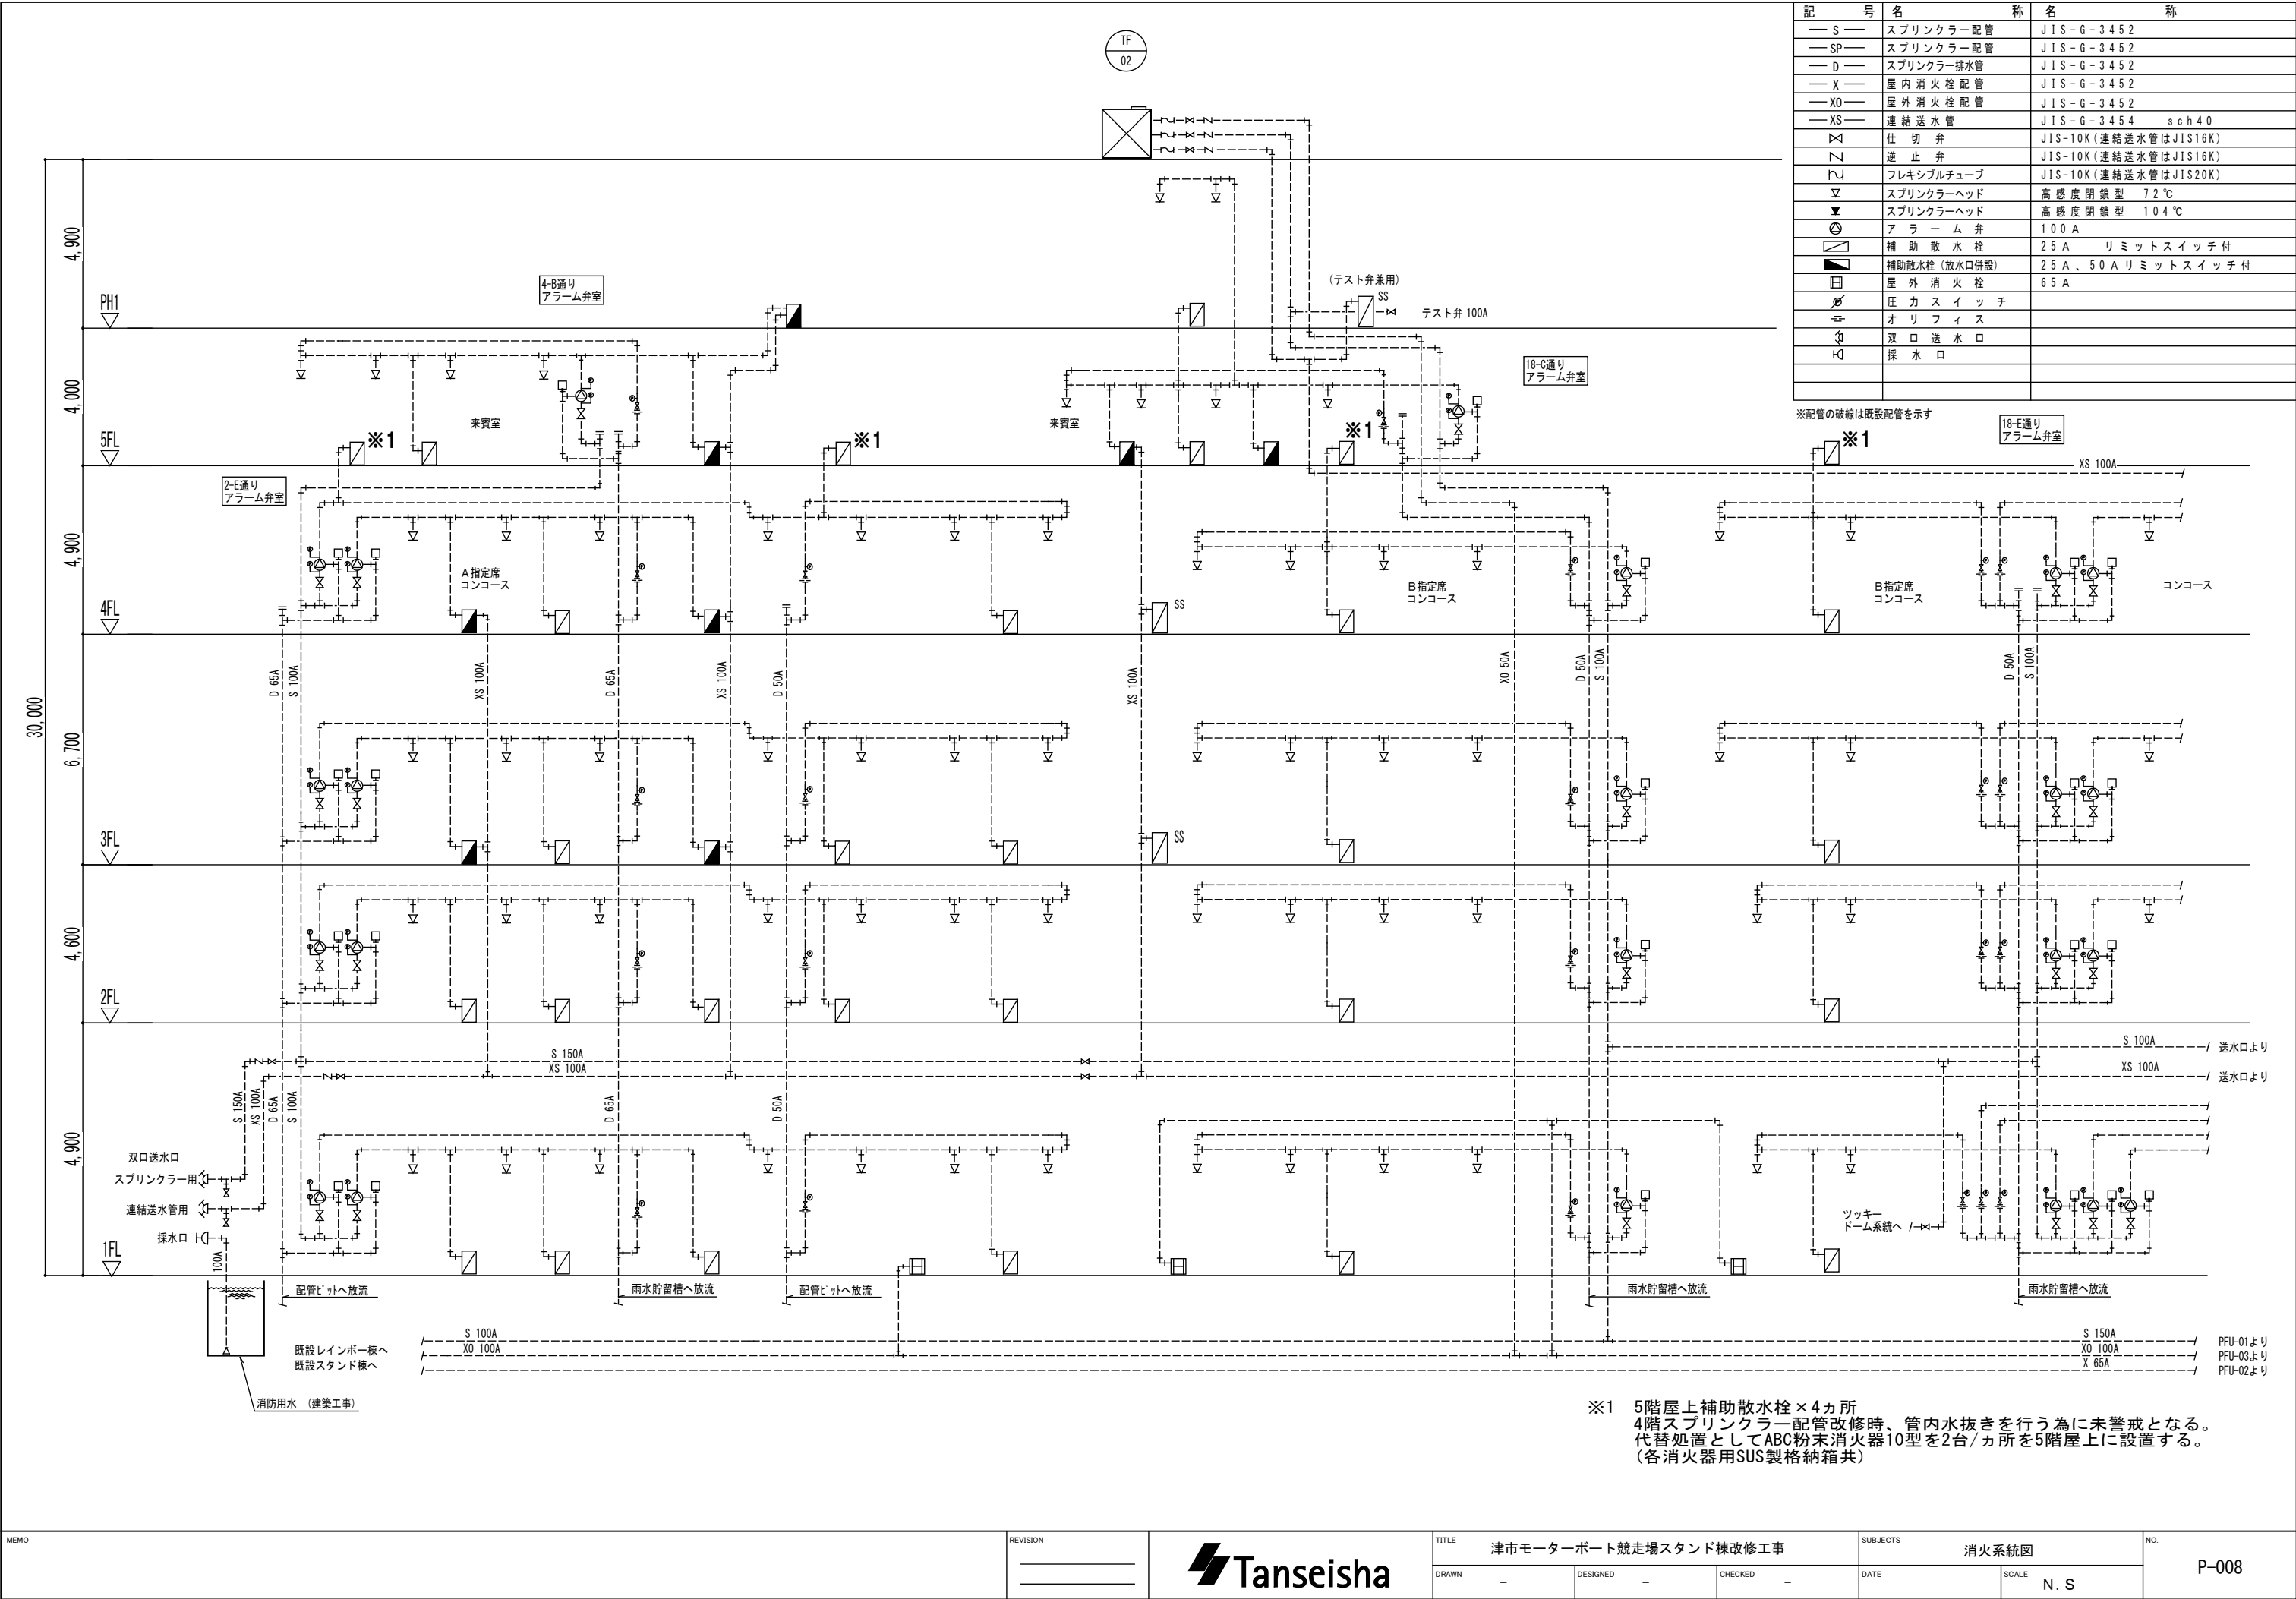 TF
02
記　号 名　称 名　称
S スプリンクラー配管 JIS-G-3452
SP スプリンクラー配管 JIS-G-3452
D スプリンクラー排水管 JIS-G-3452
X 屋内消火栓配管 JIS-G-3452
XO 屋外消火栓配管 JIS-G-3452
XS 連結送水管 JIS-G-3454 sch40
仕切弁 JIS-10K(連結送水管はJIS16K)
逆止弁 JIS-10K(連結送水管はJIS16K)
フレキシブルチューブ JIS-10K(連結送水管はJIS20K)
スプリンクラーヘッド 高感度閉鎖型 72℃
スプリンクラーヘッド 高感度閉鎖型 104℃
アラーム弁 100A
補助散水栓 25A リミットスイッチ付
補助散水栓(放水口併設) 25A、50Aリミットスイッチ付
屋外消火栓 65A
圧力スイッチ
オリフィス
双口送水口
採水口
※配管の破線は既設配管を示す
30,000
4,900
PH1
4,000
5FL
4,900
4FL
6,700
3FL
4,600
2FL
4,900
1FL
4-B通り
アラーム弁室
(テスト弁兼用)
SS
テスト弁 100A
18-C通り
アラーム弁室
18-E通り
アラーム弁室
2-E通り
アラーム弁室
来賓室
来賓室
※1
※1
※1
※1
XS 100A
A指定席
コンコース
B指定席
コンコース
B指定席
コンコース
コンコース
SS
D 65A
S 100A
XS 100A
D 65A
XS 100A
D 50A
XS 100A
XO 50A
D 50A
S 100A
D 50A
S 100A
SS
S 150A
XS 100A
S 100A
送水口より
XS 100A
送水口より
S 150A
XS 100A
D 65A
S 100A
D 65A
D 50A
双口送水口
スプリンクラー用
連結送水管用
採水口
100A
ツッキー
ドーム系統へ
配管ピットへ放流
雨水貯留槽へ放流
配管ピットへ放流
雨水貯留槽へ放流
雨水貯留槽へ放流
既設レインボー棟へ
既設スタンド棟へ
S 100A
XO 100A
S 150A
XO 100A
X 65A
PFU-01より
PFU-03より
PFU-02より
消防用水 (建築工事)
※1 5階屋上補助散水栓×4ヵ所
4階スプリンクラー配管改修時、管内水抜きを行う為に未警戒となる。
代替処置としてABC粉末消火器10型を2台/ヵ所を5階屋上に設置する。
(各消火器用SUS製格納箱共)
MEMO
REVISION
Tanseisha
TITLE 津市モーターボート競走場スタンド棟改修工事
DRAWN －
DESIGNED －
CHECKED －
SUBJECTS 消火系統図
DATE
SCALE N.S
NO. P-008